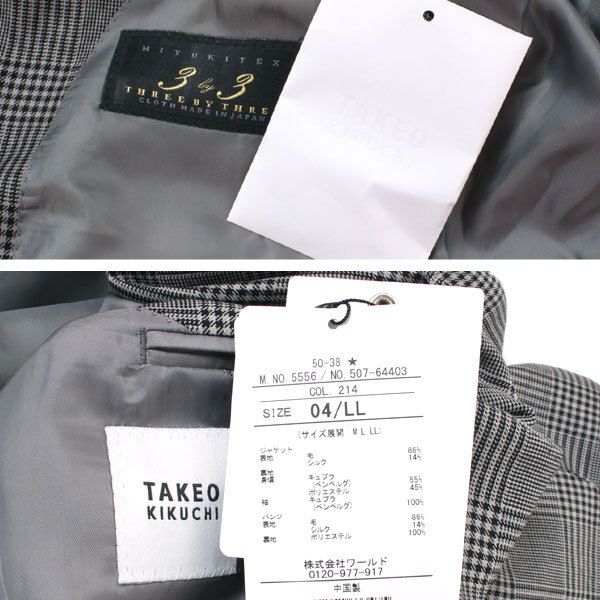 MIYUKITEX
3 by 3
THREE BY THRE
CLOTH MADE IN JAPAN
TAKEO
KIKUCHI
50-38 ★
M.NO.5556 / NO.507-64403
COL. 214
SIZE 04/LL
(サイズ展開 M L LL)
ジャケット
表地 毛 86%
シルク 14%
裏地
身頃 キュプラ 55%
(ベンベルグ)
ポリエステル 45%
袖 キュプラ 100%
(ベンベルグ)
パンツ
表地 毛 86%
シルク 14%
裏地 ポリエステル 100%
株式会社ワールド
0120-977-917
中国製
TAKEO
KIKUCHI